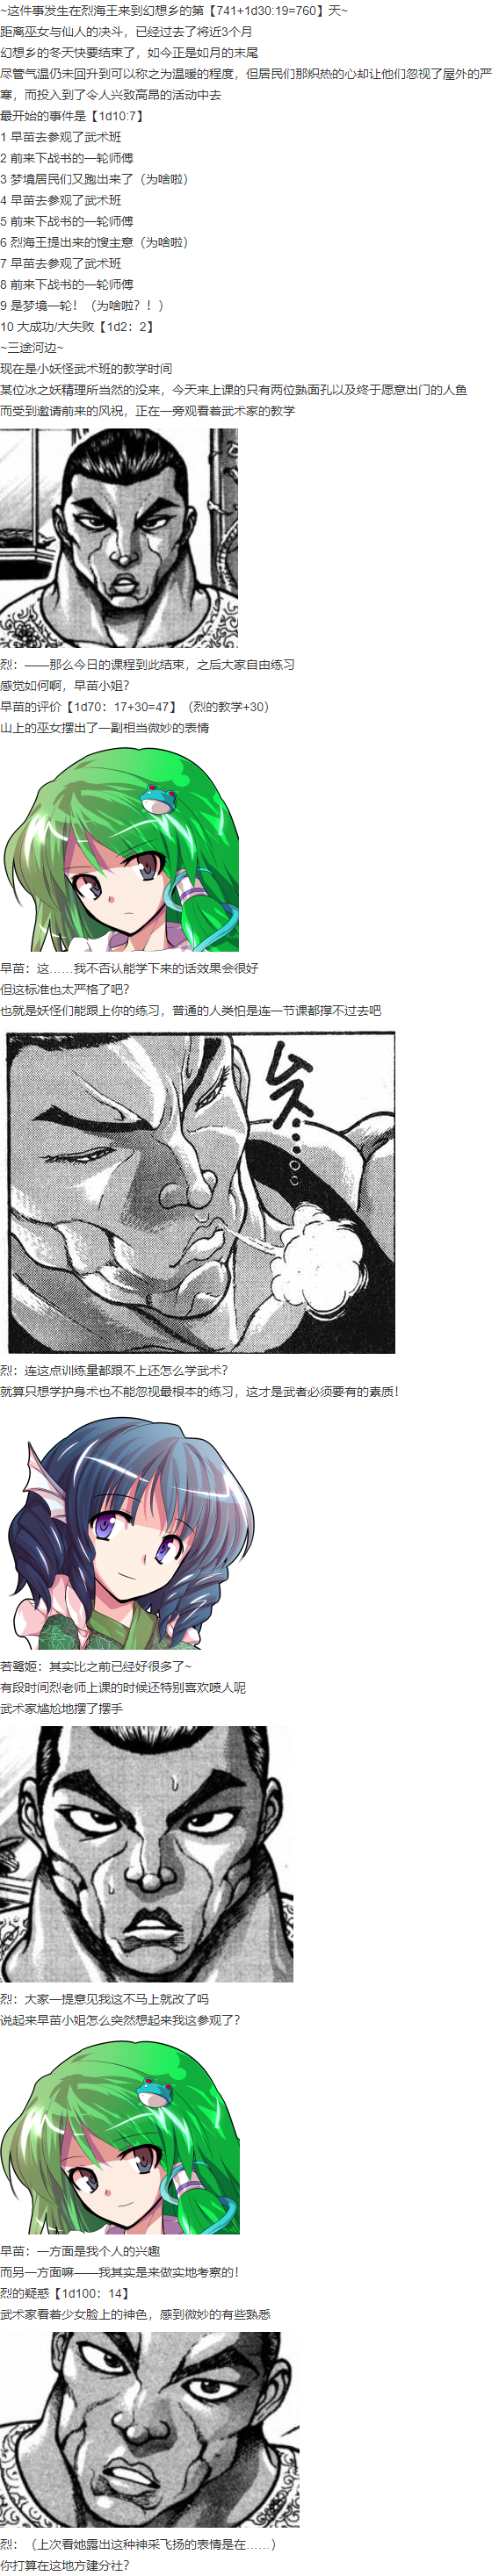 ~这件事发生在烈海王来到幻想乡的第【741+1d30:19=760】天~
距离巫女与仙人的决斗，已经过去了将近3个月
幻想乡的冬天快要结束了，如今正是如月的末尾
尽管气温仍未回升到可以称之为温暖的程度，但居民们那炽热的心却让他们忽视了屋外的严
寒，而投入到了令人兴致高昂的活动中去
最开始的事件是【1d10:7】
1 早苗去参观了武术班
2 前来下战书的一轮师傅
3 梦境居民们又跑出来了（为啥啦）
4 早苗去参观了武术班
5 前来下战书的一轮师傅
6 烈海王提出来的馊主意（为啥啦）
7 早苗去参观了武术班
8 前来下战书的一轮师傅
9 是梦境一轮！（为啥啦？！）
10 大成功/大失败【1d2：2】
~三途河边~
现在是小妖怪武术班的教学时间
某位冰之妖精理所当然的没来，今天来上课的只有两位熟面孔以及终于愿意出门的人鱼
而受到邀请前来的风祝，正在一旁观看着武术家的教学
烈：——那么今日的课程到此结束，之后大家自由练习
感觉如何啊，早苗小姐？
早苗的评价【1d70：17+30=47】（烈的教学+30）
山上的巫女摆出了一副相当微妙的表情
早苗：这……我不否认能学下来的话效果会很好
但这标准也太严格了吧？
也就是妖怪们能跟上你的练习，普通的人类怕是连一节课都撑不过去吧
ムス…
烈：连这点训练量都跟不上还怎么学武术？
就算只想学护身术也不能忽视最根本的练习，这才是武者必须要有的素质！
若鹭姬：其实比之前已经好很多了~
有段时间烈老师上课的时候还特别喜欢喷人呢
武术家尴尬地摆了摆手
烈：大家一提意见我这不马上就改了吗
说起来早苗小姐怎么突然想起来我这参观了？
早苗：一方面是我个人的兴趣
而另一方面嘛——我其实是来做实地考察的！
烈的疑惑【1d100：14】
武术家看着少女脸上的神色，感到微妙的有些熟悉
烈：（上次看她露出这种神采飞扬的表情是在……）
你打算在这地方建分社？